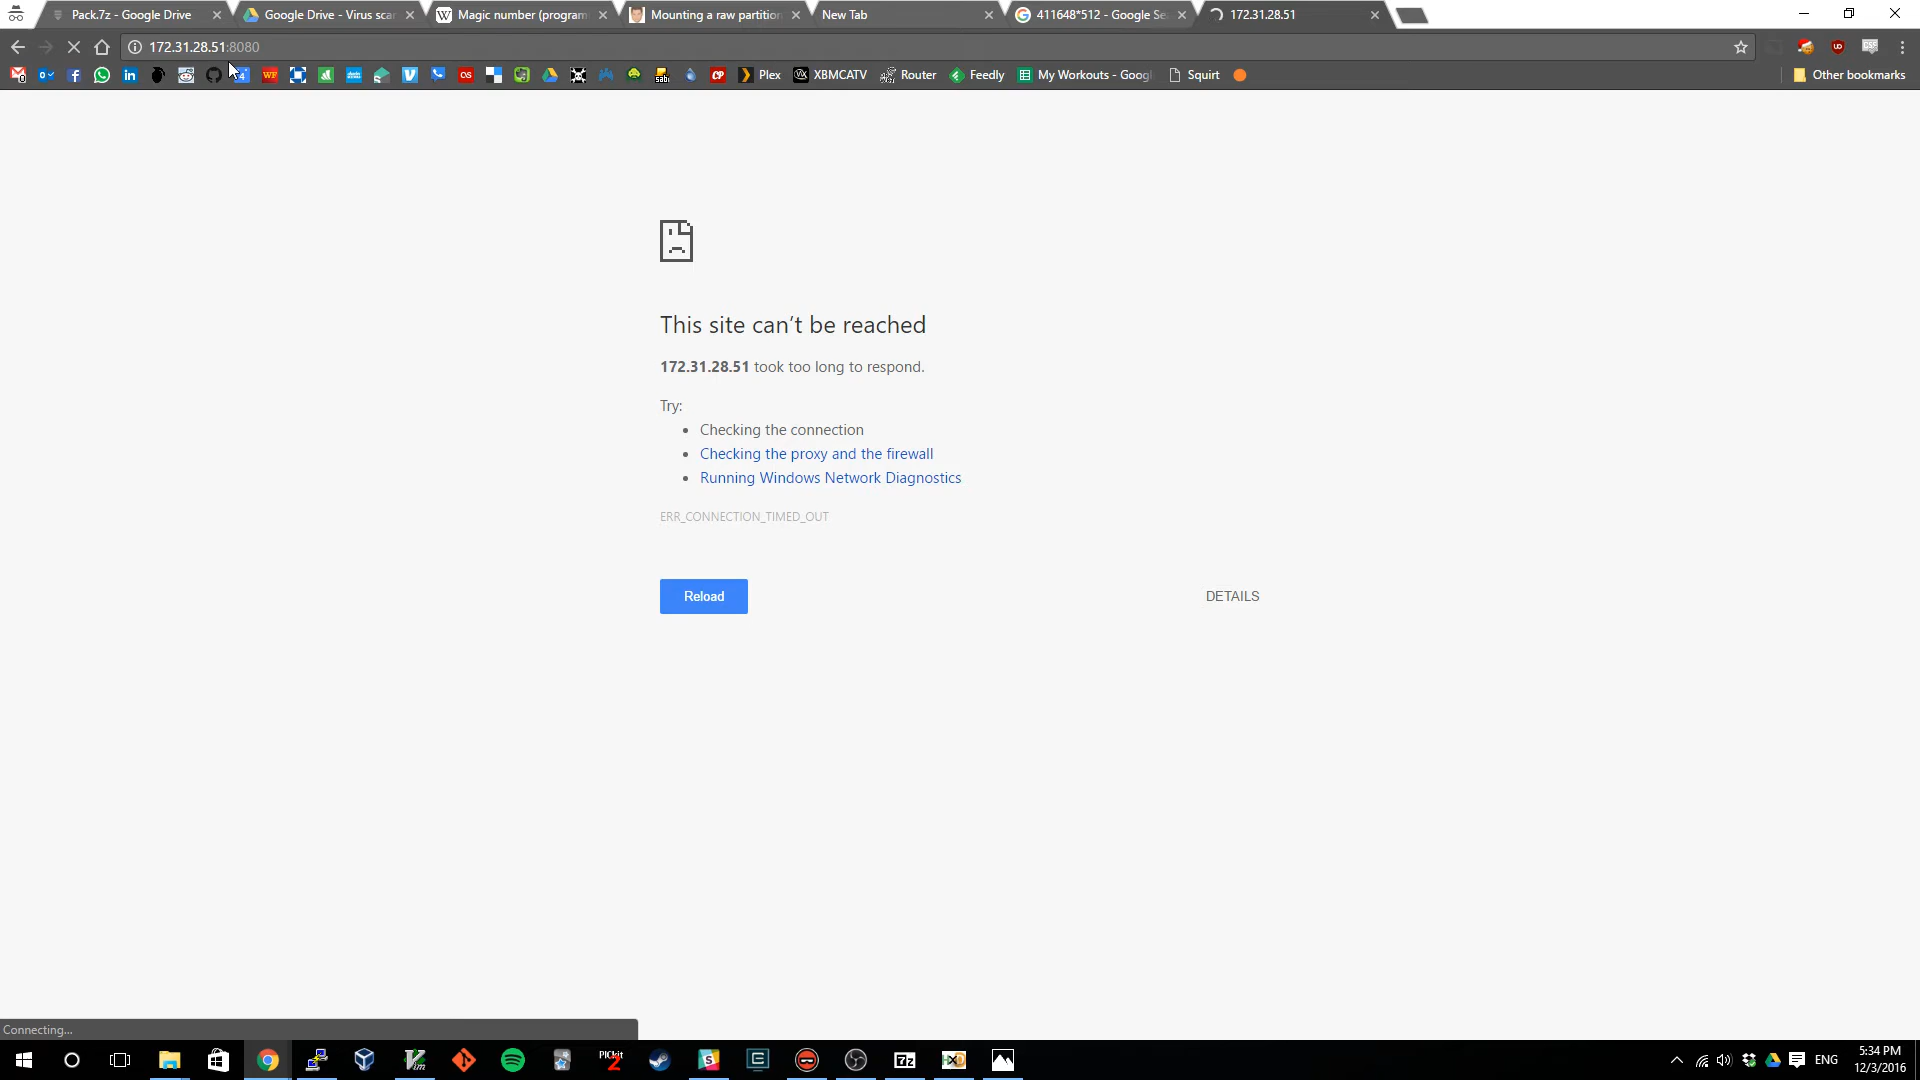 Pack.7z - Google Drive
Google Drive - Virus scan
Magic number (program
Mounting a raw partition
New Tab
411648*512 - Google Se
172.31.28.51
172.31.28.51:8080
Plex
XBMCATV
Router
Feedly
My Workouts - Googl
Squirt
Other bookmarks
This site can't be reached
172.31.28.51 took too long to respond.
Try:
Checking the connection
Checking the proxy and the firewall
Running Windows Network Diagnostics
ERR_CONNECTION_TIMED_OUT
Reload
DETAILS
Connecting...
ENG
5:34 PM
12/3/2016